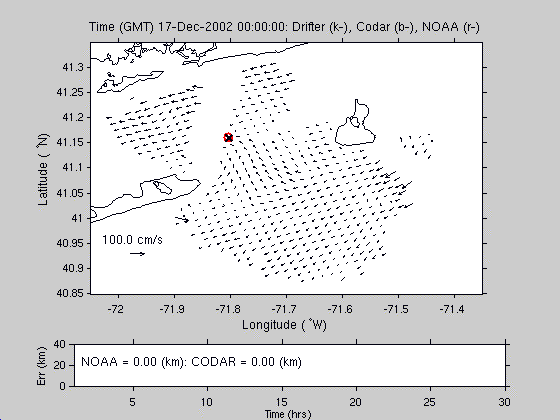 Time (GMT) 17-Dec-2002 00:00:00: Drifter (k-), Codar (b-), NOAA (r-)
41.3
41.25
41.2
41.15
41.1
41.05
41
40.95
40.9
40.85
Latitude ( °N)
100.0 cm/s
-72 -71.9 -71.8 -71.7 -71.6 -71.5 -71.4
Longitude ( °W)
40
20
0
Err (km)
NOAA = 0.00 (km): CODAR = 0.00 (km)
5 10 15 20 25 30
Time (hrs)